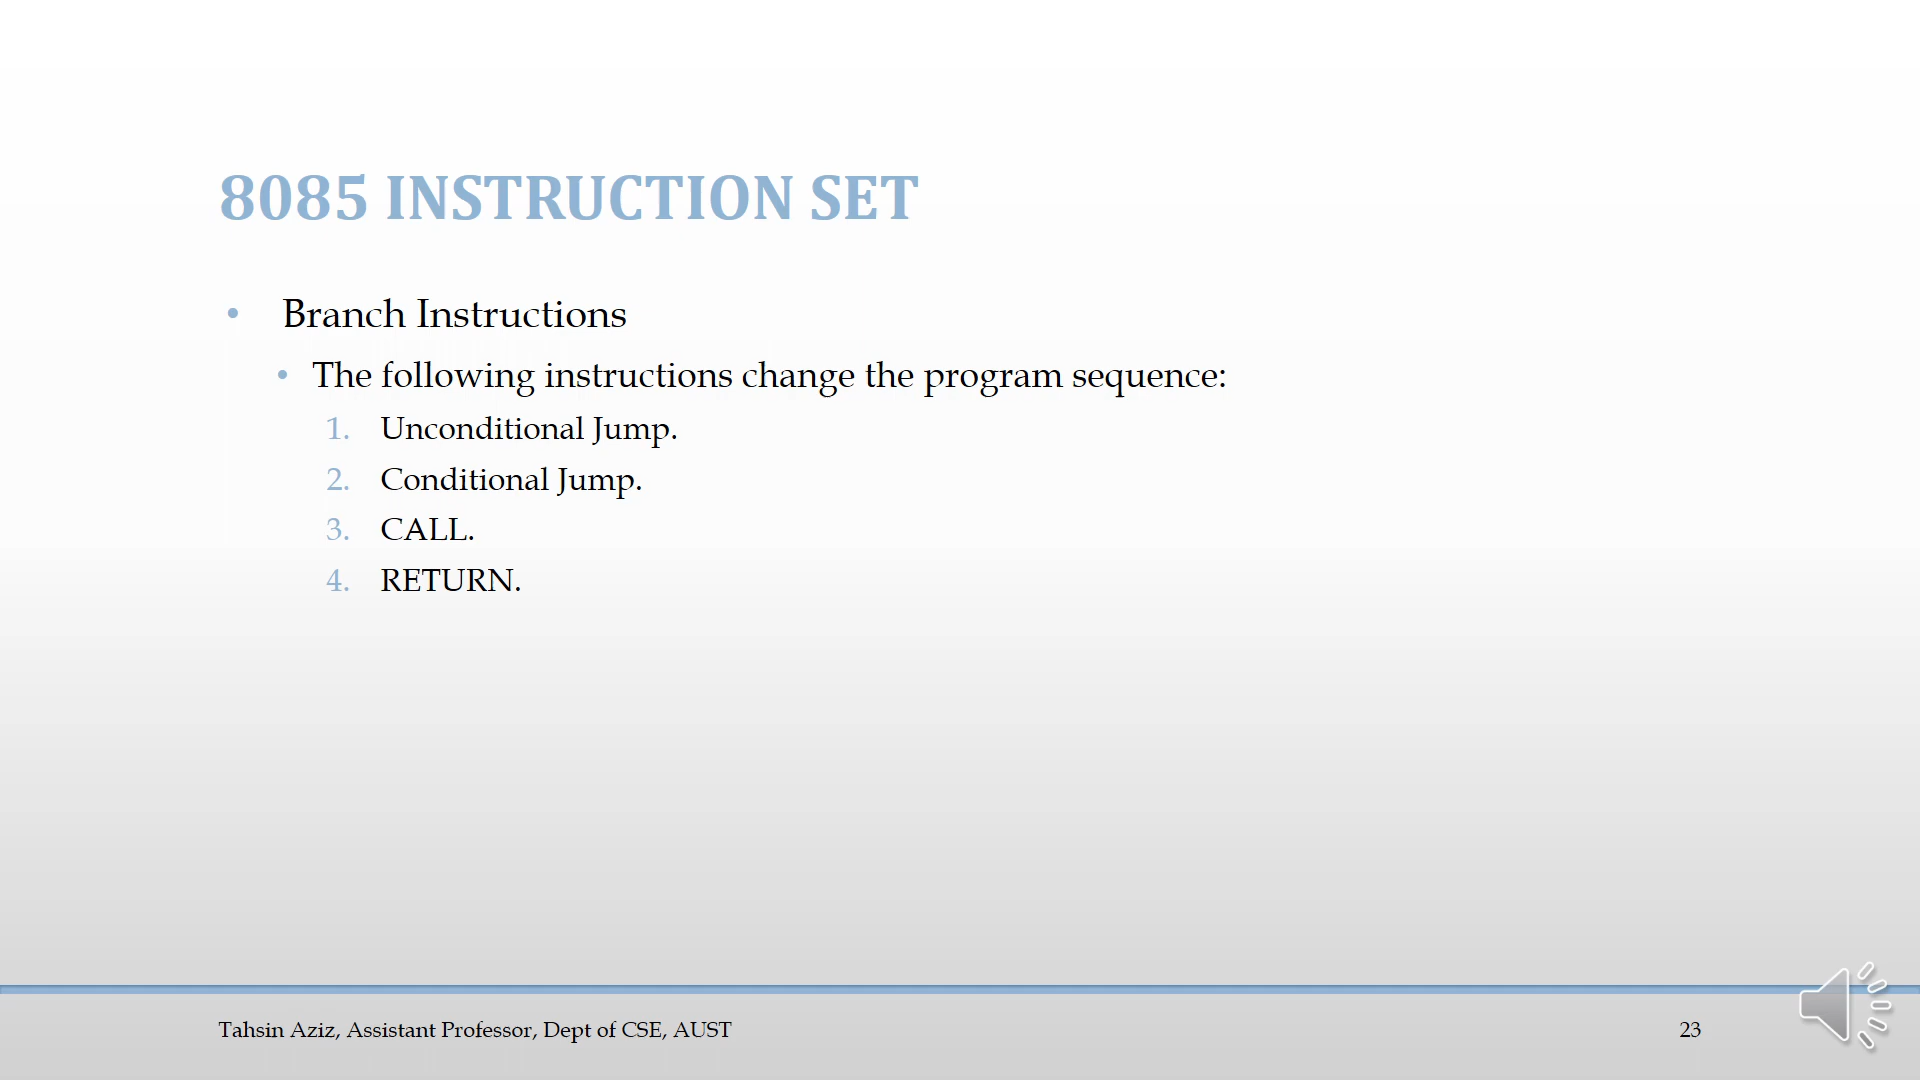 8085 INSTRUCTION SET
• Branch Instructions
• The following instructions change the program sequence:
1. Unconditional Jump.
2. Conditional Jump.
3. CALL.
4. RETURN.
Tahsin Aziz, Assistant Professor, Dept of CSE, AUST
23